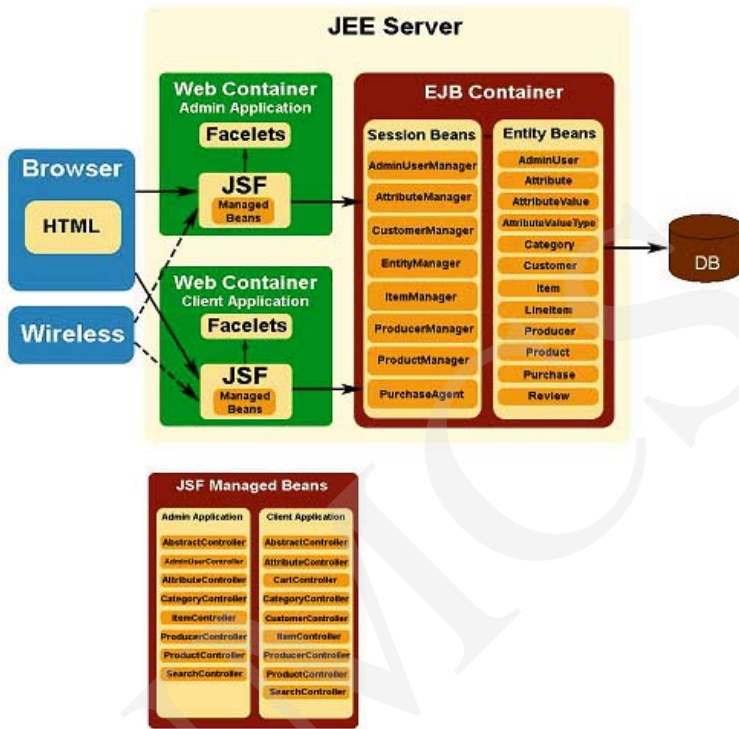 JEE Server
Web Container
Admin Application
Facelets
JSF
Managed
Beans
Browser
HTML
Wireless
Web Container
Client Application
Facelets
JSF
Managed
Beans
EJB Container
Session Beans
AdminUserManager
AttributeManager
CustomerManager
EntityManager
ItemManager
ProducerManager
ProductManager
PurchaseAgent
Entity Beans
AdminUser
Attribute
AttributeValue
AttributeValueType
Category
Customer
Item
LineItem
Producer
Product
Purchase
Review
DB
JSF Managed Beans
Admin Application
AbstractController
AdminUserController
AttributeController
CategoryController
ItemController
ProducerController
ProductController
SearchController
Client Application
AbstractController
AttributeController
CartController
CategoryController
CustomerController
ItemController
ProducerController
ProductController
SearchController